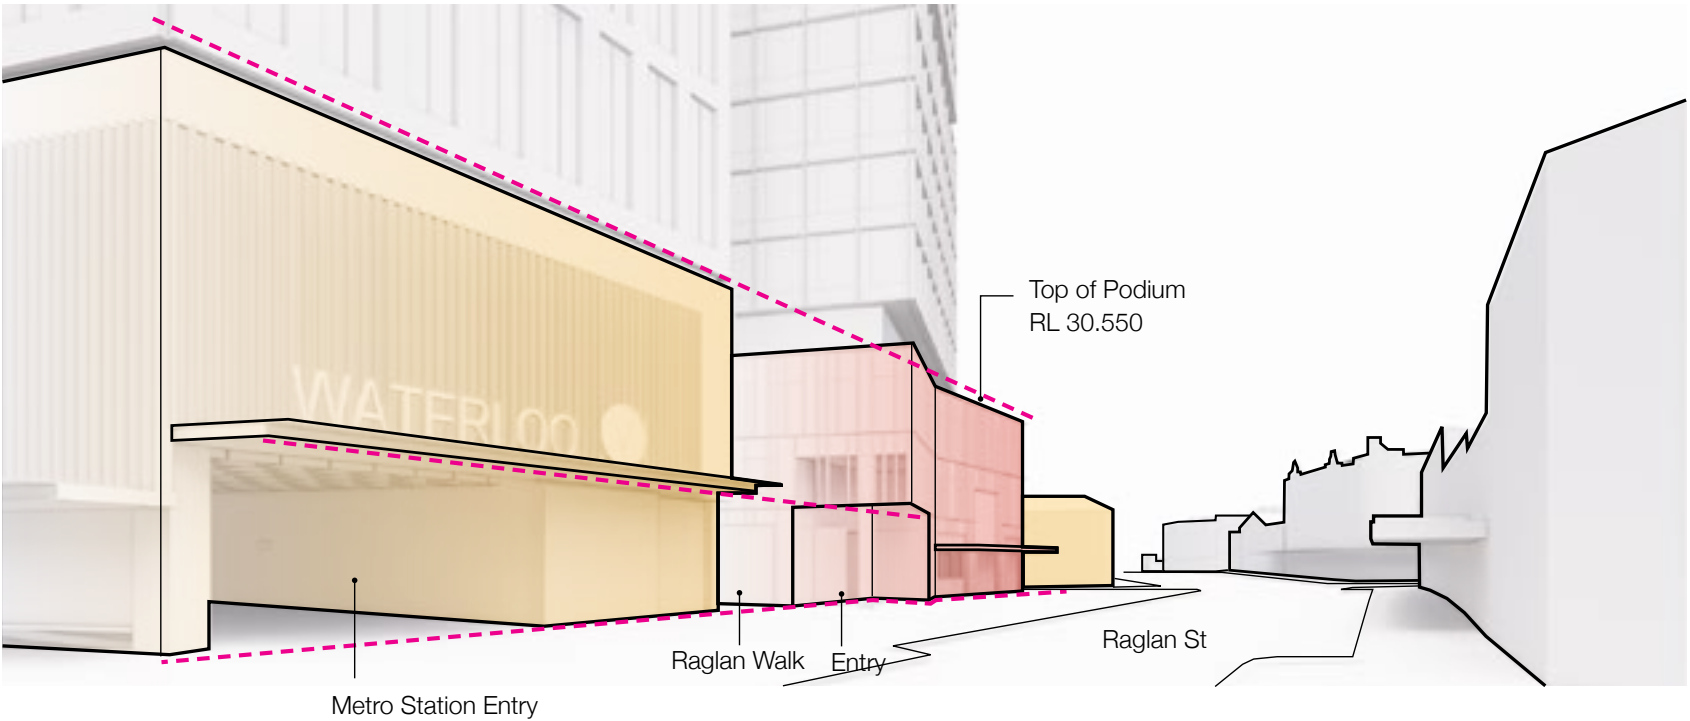 WATERLOO
Top of Podium
RL 30.550
Raglan St
Raglan Walk
Entry
Metro Station Entry